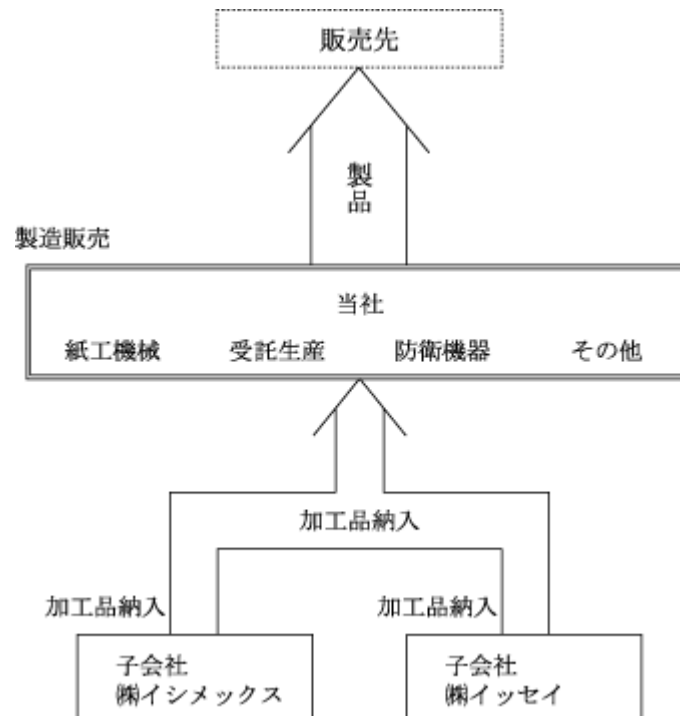 販売先
製品
製造販売
当社
紙工機械 受託生産 防衛機器 その他
加工品納入
加工品納入 加工品納入
子会社 子会社
㈱イシメックス ㈱イッセイ